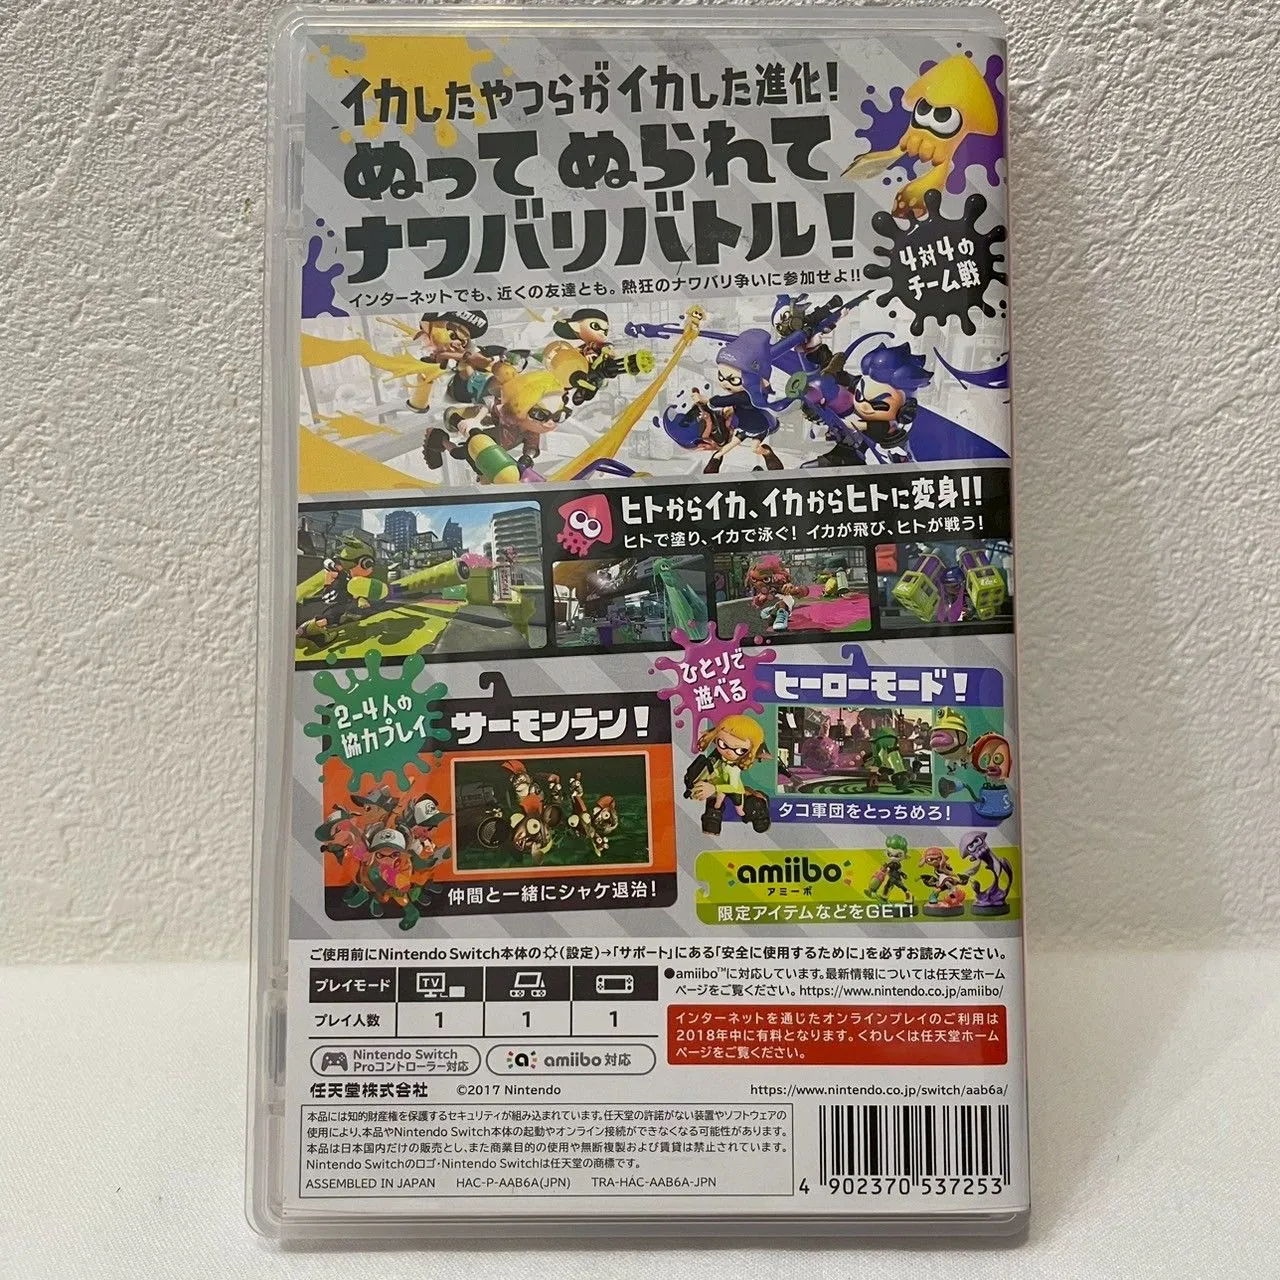 イカしたやつらがイカした進化!
ぬって ぬられて
ナワバリバトル!
インターネットでも、近くの友達とも。熱狂のナワバリ争いに参加せよ!!
4対4の
チーム戦
ヒトからイカ、イカからヒトに変身!!
ヒトで塗り、イカで泳ぐ! イカが飛び、ヒトが戦う!
2-4人の
協力プレイ
サーモンラン!
仲間と一緒にシャケ退治!
ひとりで
遊べる
ヒーローモード!
タコ軍団をとっちめろ!
amiibo
アミーボ
限定アイテムなどをGET!
ご使用前にNintendo Switch本体の(設定)→「サポート」にある「安全に使用するために」を必ずお読みください。
プレイモード TV
プレイ人数 1 1 1
●amiibo™に対応しています。最新情報については任天堂ホーム
ページをご覧ください。https://www.nintendo.co.jp/amiibo/
インターネットを通じたオンラインプレイのご利用は
2018年中に有料となります。くわしくは任天堂ホーム
ページをご覧ください。
Nintendo Switch
Proコントローラー対応
amiibo 対応
任天堂株式会社 ©2017 Nintendo https://www.nintendo.co.jp/switch/aab6a/
本品には知的財産権を保護するセキュリティが組み込まれています。任天堂の許諾がない装置やソフトウェアの
使用により、本品やNintendo Switch本体の起動やオンライン接続ができなくなる可能性があります。
本品は日本国内だけの販売とし、また商業目的の使用や無断複製および賃貸は禁止されています。
Nintendo Switchのロゴ・Nintendo Switchは任天堂の商標です。
ASSEMBLED IN JAPAN HAC-P-AAB6A(JPN) TRA-HAC-AAB6A-JPN
4 902370 537253